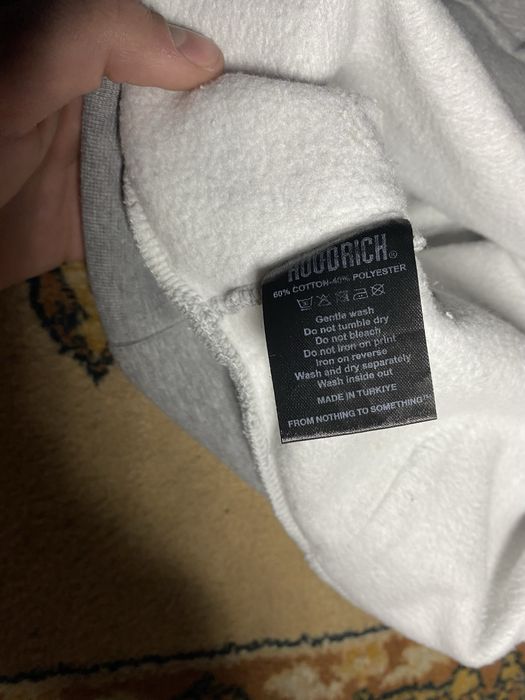 HOODRICH®
60% COTTON-40% POLYESTER
Gentle wash
Do not tumble dry
Do not bleach
Do not iron on print
Iron on reverse
Wash and dry separately
Wash inside out
MADE IN TURKIYE
FROM NOTHING TO SOMETHING™